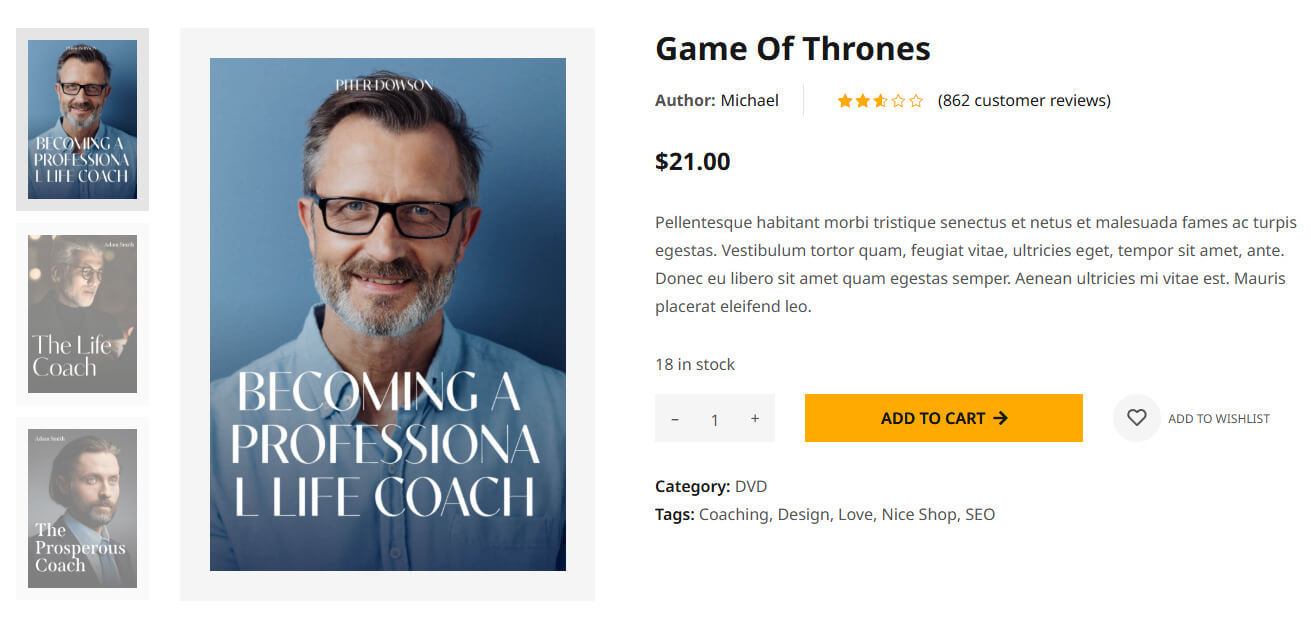 PITER DOWSON
BECOMING A
PROFESSIONA
L LIFE COACH
Adam Smith
The Life
Coach
Adam Smith
The
Prosperous
Coach
PITER DOWSON
BECOMING A
PROFESSIONA
L LIFE COACH
Game Of Thrones
Author: Michael
(862 customer reviews)
$21.00
Pellentesque habitant morbi tristique senectus et netus et malesuada fames ac turpis
egestas. Vestibulum tortor quam, feugiat vitae, ultricies eget, tempor sit amet, ante.
Donec eu libero sit amet quam egestas semper. Aenean ultricies mi vitae est. Mauris
placerat eleifend leo.
18 in stock
– 1 +
ADD TO CART →
ADD TO WISHLIST
Category: DVD
Tags: Coaching, Design, Love, Nice Shop, SEO